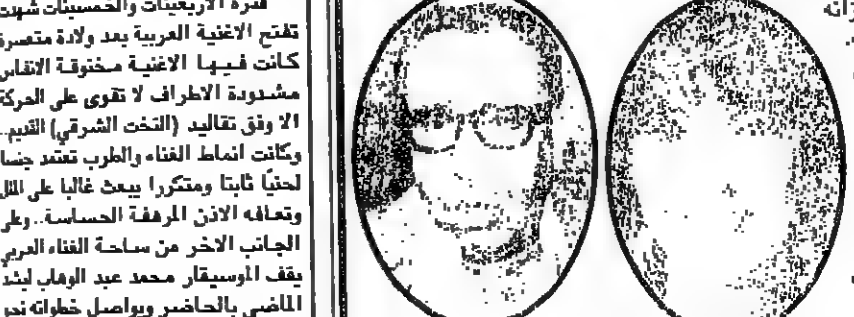 فترة الاربعينات والخمسينات شهدت
تفتح الاغنية العربية بعد ولادة متعسرة
كانت فيها الاغنية مخنوقة الانفاس
مشدودة الاطراف لا تقوى على الحركة
الا وفق تقاليد (التخت الشرقي) القديم..
وكانت انماط الغناء والطرب تعتمد جنسا
لحنيًا ثابتا ومتكررا يبعث غالبا على الملل
وتعافه الاذن المرهفة الحساسة.. وعلى
الجانب الاخر من ساحة الغناء العربي
يقف الموسيقار محمد عبد الوهاب ليشد
الماضي بالحاضر ويواصل خطواته نحو